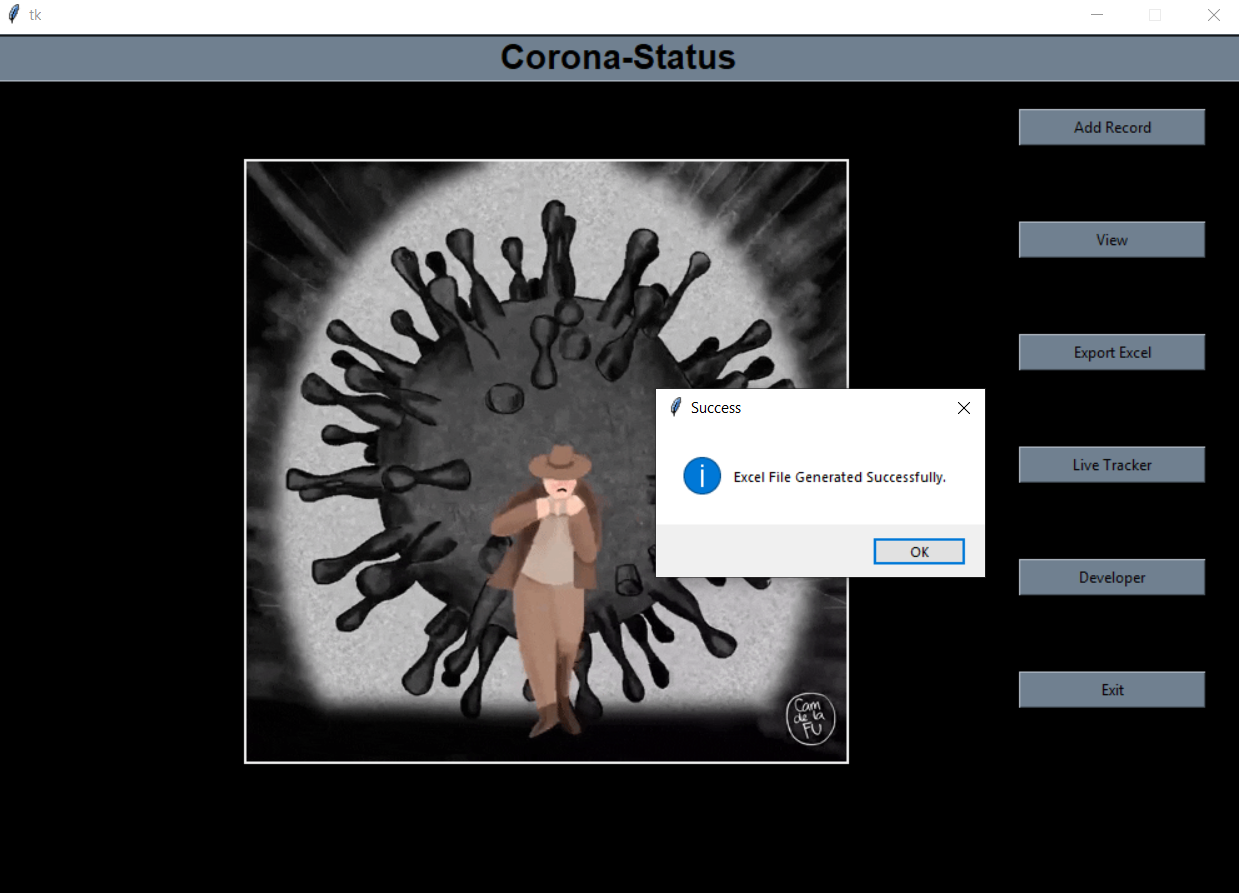 tk
Corona-Status
Add Record
View
Export Excel
Success
Excel File Generated Successfully.
OK
Live Tracker
Developer
Exit
Cam
de la
FU